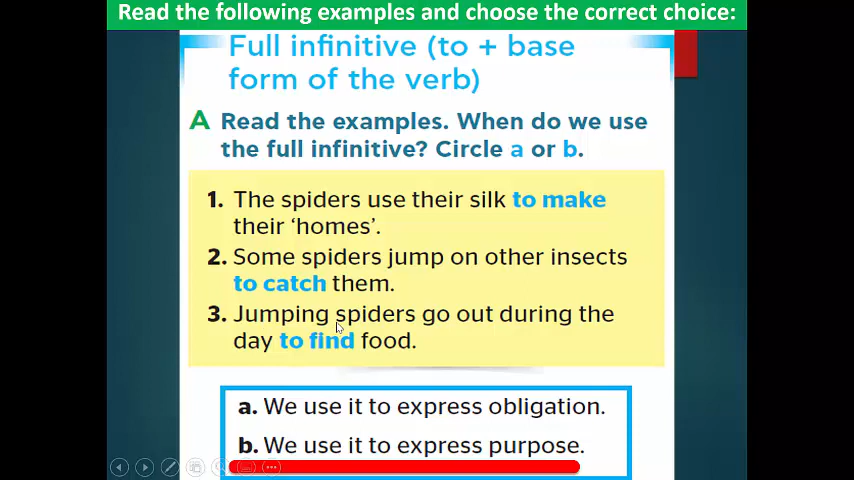 Read the following examples and choose the correct choice:
Full infinitive (to + base
form of the verb)
A Read the examples. When do we use
the full infinitive? Circle a or b.
1. The spiders use their silk to make
their ‘homes’.
2. Some spiders jump on other insects
to catch them.
3. Jumping spiders go out during the
day to find food.
a. We use it to express obligation.
b. We use it to express purpose.